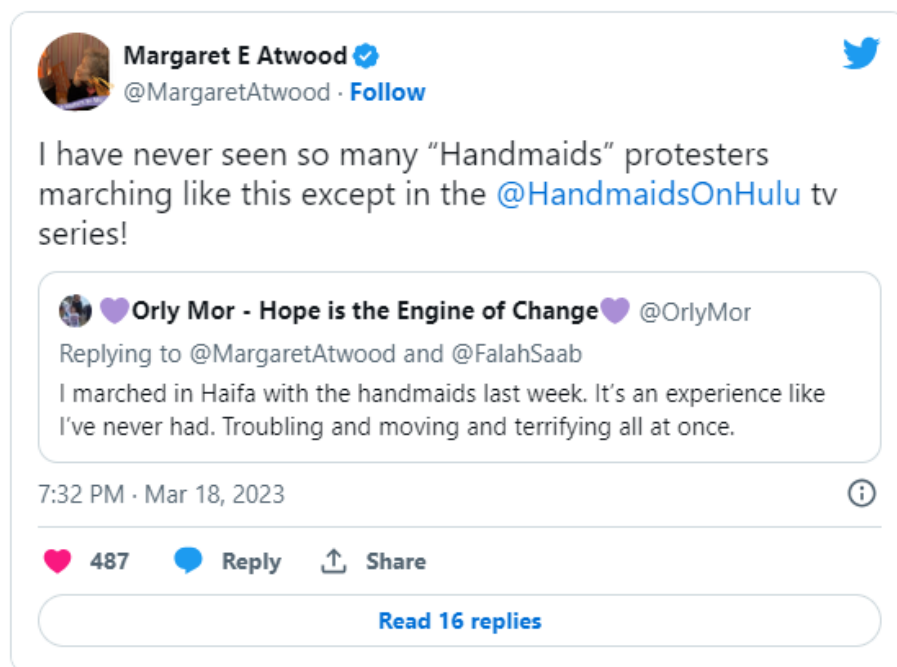 Margaret E Atwood
@MargaretAtwood · Follow
I have never seen so many “Handmaids” protesters
marching like this except in the @HandmaidsOnHulu tv
series!
💜Orly Mor - Hope is the Engine of Change💜 @OrlyMor
Replying to @MargaretAtwood and @FalahSaab
I marched in Haifa with the handmaids last week. It’s an experience like
I’ve never had. Troubling and moving and terrifying all at once.
7:32 PM · Mar 18, 2023
487 Reply Share
Read 16 replies